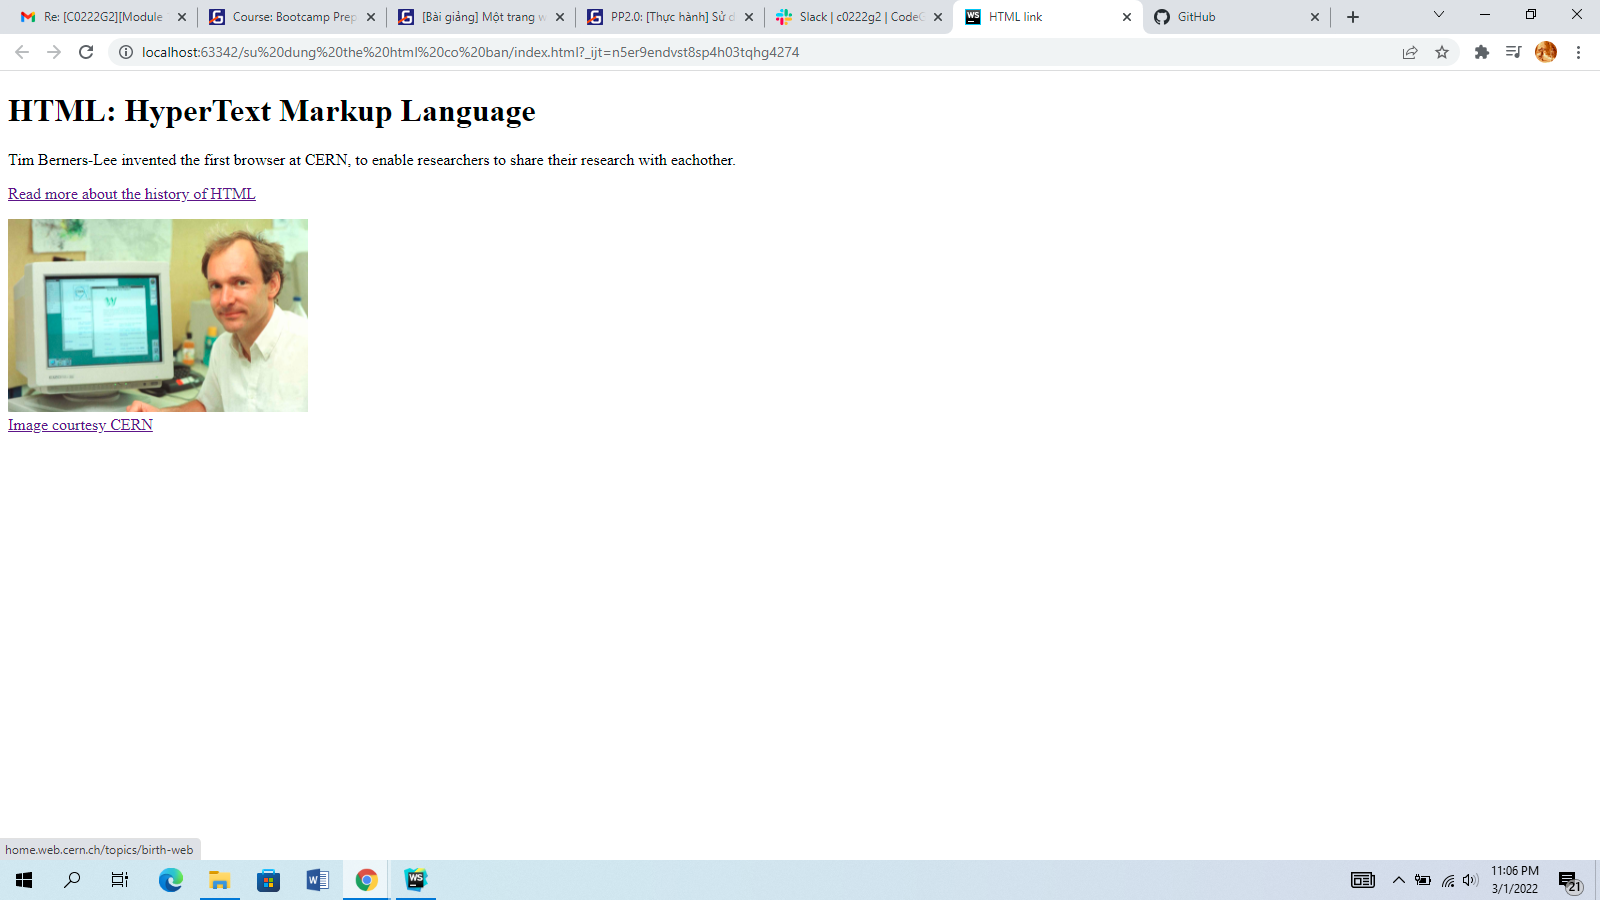 Re: [C0222G2][Module
Course: Bootcamp Prep
[Bài giảng] Một trang w
PP2.0: [Thực hành] Sử d
Slack | c0222g2 | CodeG
WS HTML link
GitHub
localhost:63342/su%20dung%20the%20html%20co%20ban/index.html?_ijt=n5er9endvst8sp4h03tqhg4274
HTML: HyperText Markup Language
Tim Berners-Lee invented the first browser at CERN, to enable researchers to share their research with eachother.
Read more about the history of HTML
Image courtesy CERN
home.web.cern.ch/topics/birth-web
WS
11:06 PM
3/1/2022
21